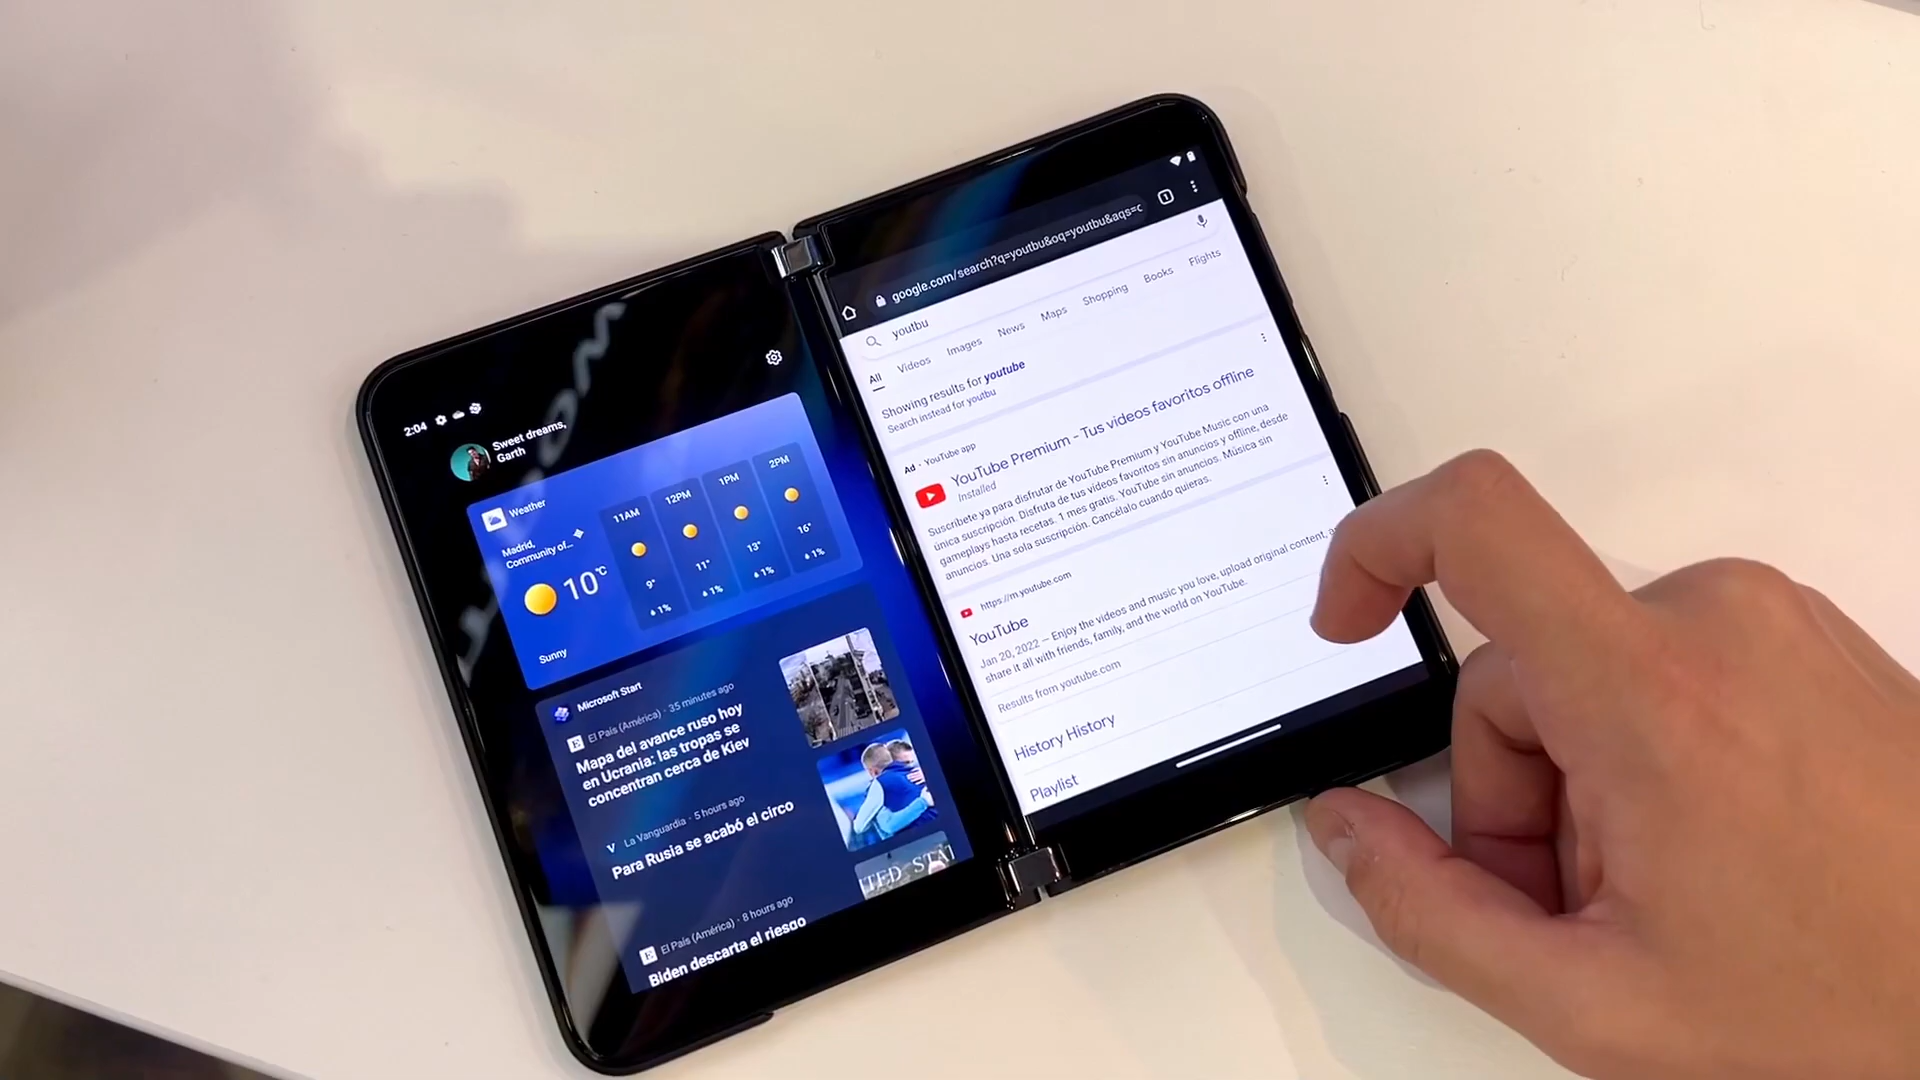 2:04
Sweet dreams,
Garth
Weather
Madrid,
Community of...
10°C
Sunny
11AM
9°
1%
12PM
11°
1%
1PM
13°
1%
2PM
16°
1%
Microsoft Start
El País (América) · 35 minutes ago
Mapa del avance ruso hoy
en Ucrania: las tropas se
concentran cerca de Kiev
La Vanguardia · 5 hours ago
Para Rusia se acabó el circo
El País (América) · 8 hours ago
Biden descarta el riesgo
google.com/search?q=youtbu&oq=youtbu&aqs=c
1
youtbu
All Videos Images News Maps Shopping Books Flights
Showing results for youtube
Search instead for youtbu
Ad · YouTube app
YouTube Premium - Tus videos favoritos offline
Installed
Suscríbete ya para disfrutar de YouTube Premium y YouTube Music con una
única suscripción. Disfruta de tus videos favoritos sin anuncios y offline, desde
gameplays hasta recetas. 1 mes gratis. YouTube sin anuncios. Música sin
anuncios. Una sola suscripción. Cancélalo cuando quieras.
https://m.youtube.com
YouTube
Jan 20, 2022 — Enjoy the videos and music you love, upload original content, a
share it all with friends, family, and the world on YouTube.
Results from youtube.com
History History
Playlist